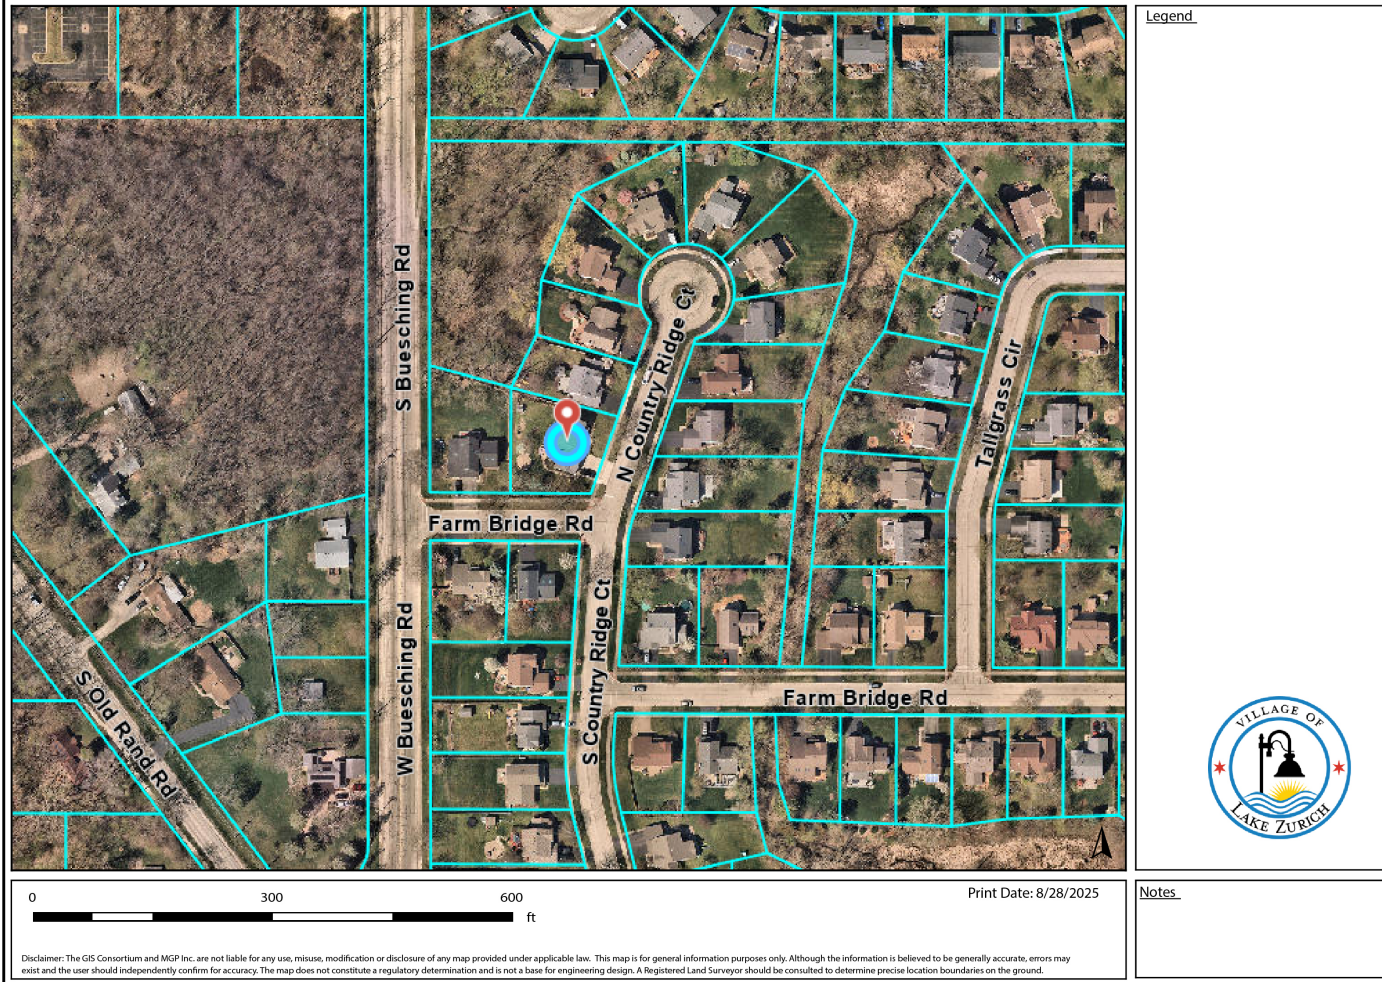 Legend
S Buesching Rd
N Country Ridge Ct
Tallgrass Cir
Farm Bridge Rd
W Buesching Rd
S Country Ridge Ct
S Old Rand Rd
Farm Bridge Rd
VILLAGE OF
LAKE ZURICH
0 300 600
ft
Print Date: 8/28/2025
Notes
Disclaimer: The GIS Consortium and MGP Inc. are not liable for any use, misuse, modification or disclosure of any map provided under applicable law. This map is for general information purposes only. Although the information is believed to be generally accurate, errors may
exist and the user should independently confirm for accuracy. The map does not constitute a regulatory determination and is not a base for engineering design. A Registered Land Surveyor should be consulted to determine precise location boundaries on the ground.